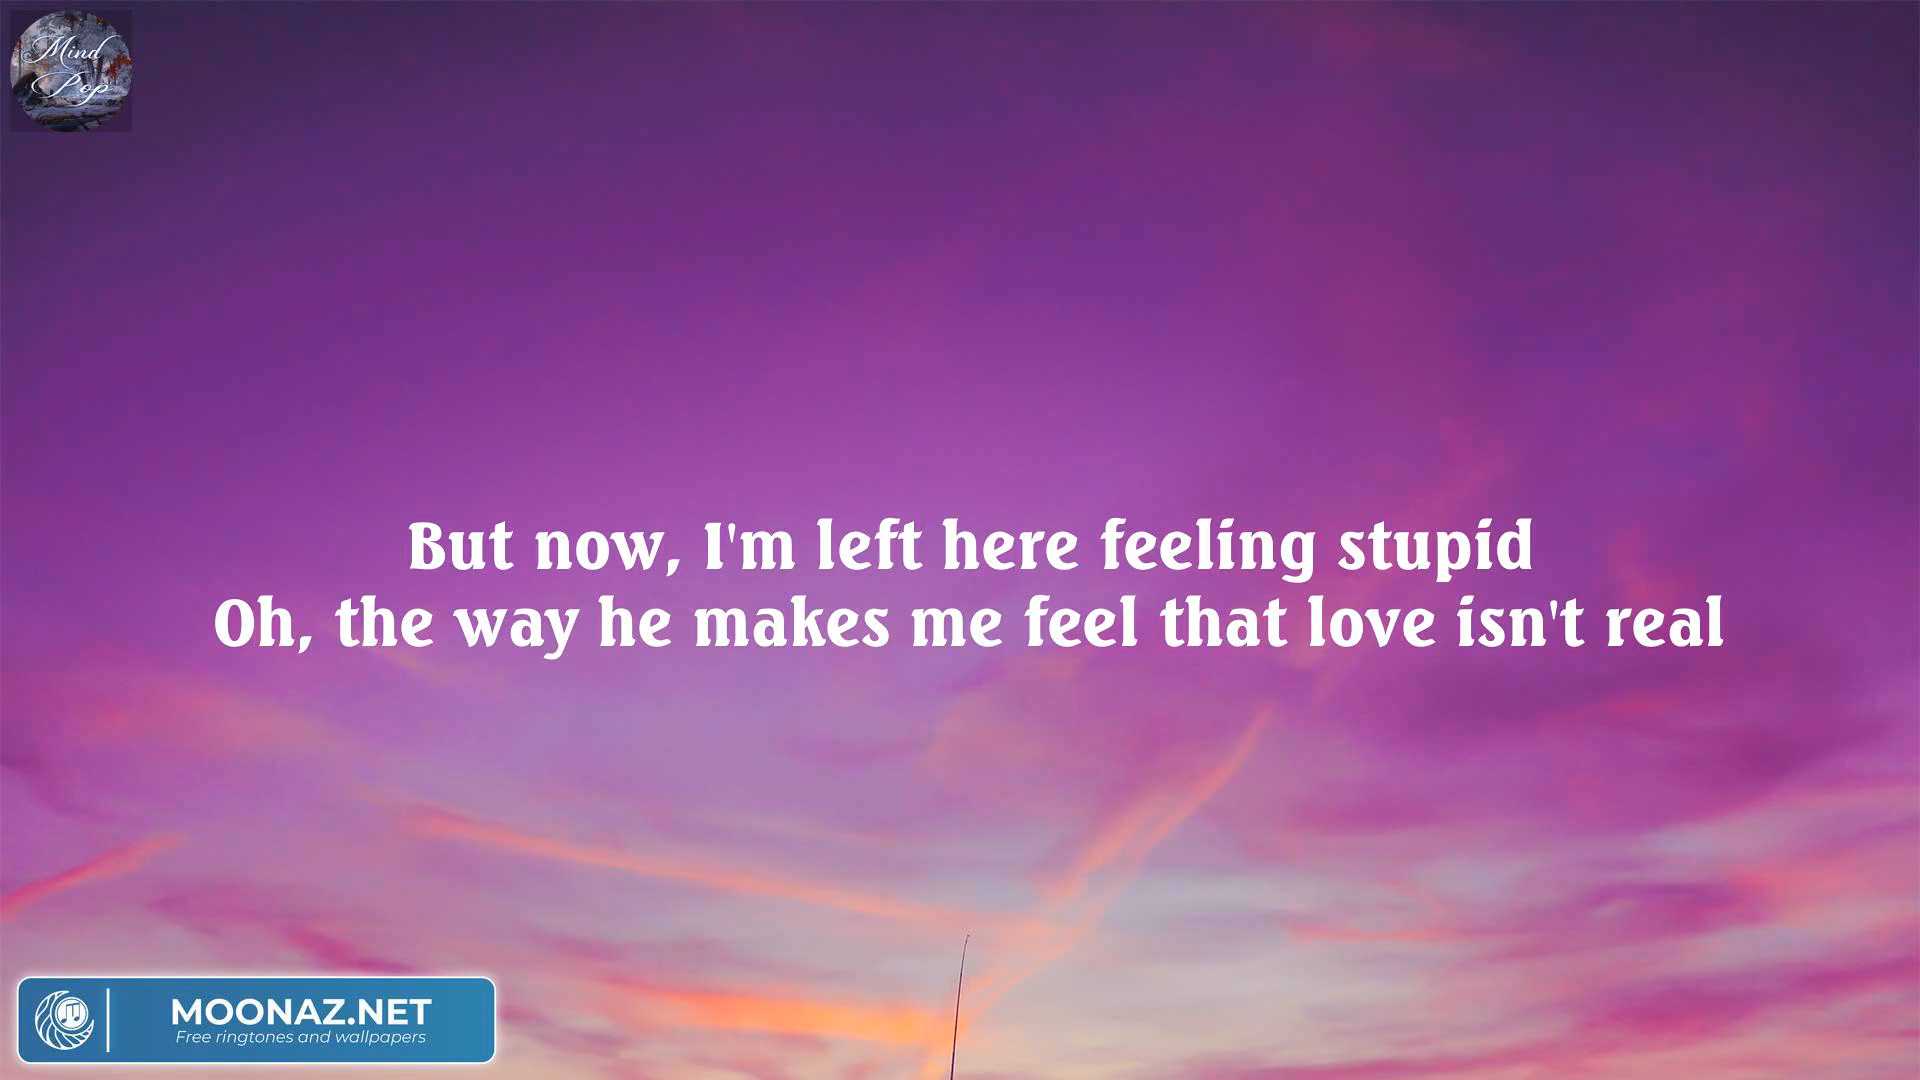 Mind
Pop
But now, I'm left here feeling stupid
Oh, the way he makes me feel that love isn't real
MOONAZ.NET
Free ringtones and wallpapers